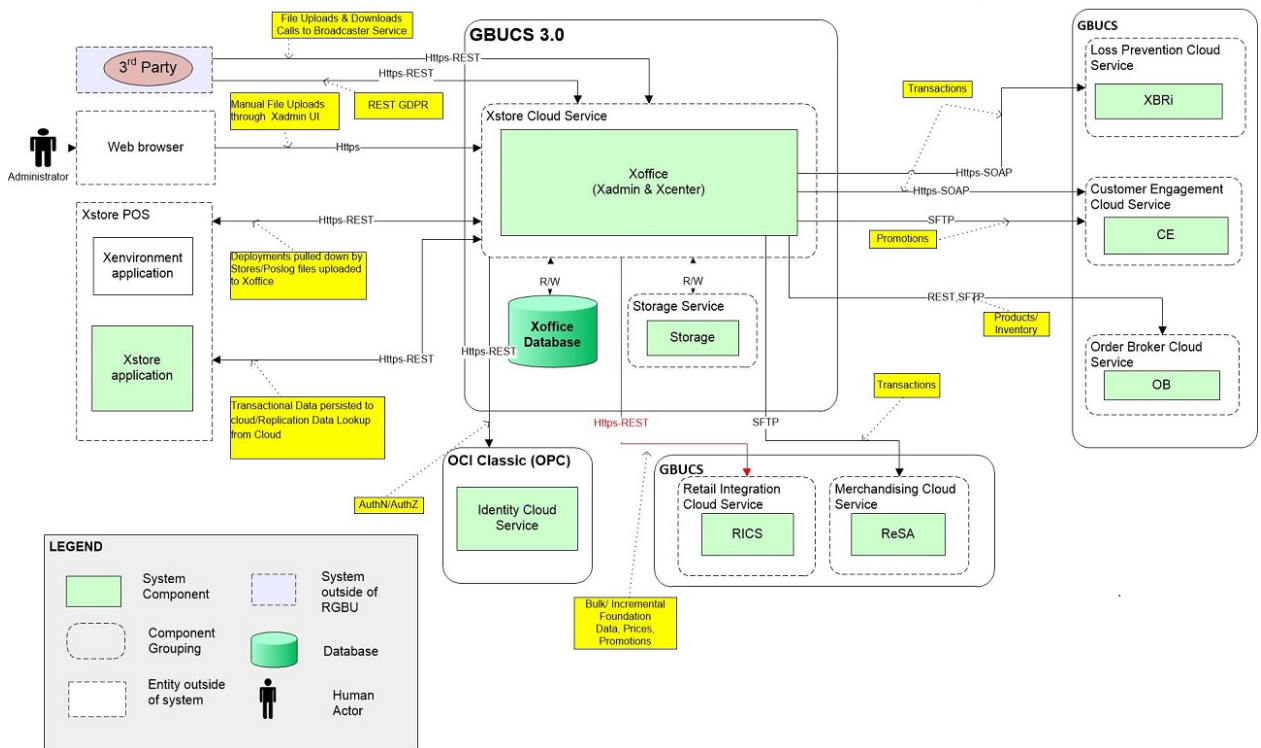 File Uploads & Downloads
Calls to Broadcaster Service
GBUCS 3.0
GBUCS
3rd Party
Https-REST
Https-REST
Manual File Uploads
through Xadmin UI
REST GDPR
Web browser
Administrator
Https
Xstore Cloud Service
Xoffice
(Xadmin & Xcenter)
Transactions
Loss Prevention Cloud
Service
XBRi
Https-SOAP
Https-SOAP
SFTP
Promotions
Customer Engagement
Cloud Service
CE
Xstore POS
Https-REST
Xenvironment
application
Deployments pulled down by
Stores/Poslog files uploaded
to Xoffice
R/W
R/W
Xoffice
Database
Storage Service
Storage
REST,SFTP
Products/
Inventory
Order Broker Cloud
Service
OB
Xstore
application
Https-REST
Https-REST
Transactional Data persisted to
cloud/Replication Data Lookup
from Cloud
Transactions
Https-REST
SFTP
OCI Classic (OPC)
Identity Cloud
Service
AuthN/AuthZ
GBUCS
Retail Integration
Cloud Service
RICS
Merchandising Cloud
Service
ReSA
Bulk/ Incremental
Foundation
Data, Prices,
Promotions
LEGEND
System
Component
System
outside of
RGBU
Component
Grouping
Database
Entity outside
of system
Human
Actor